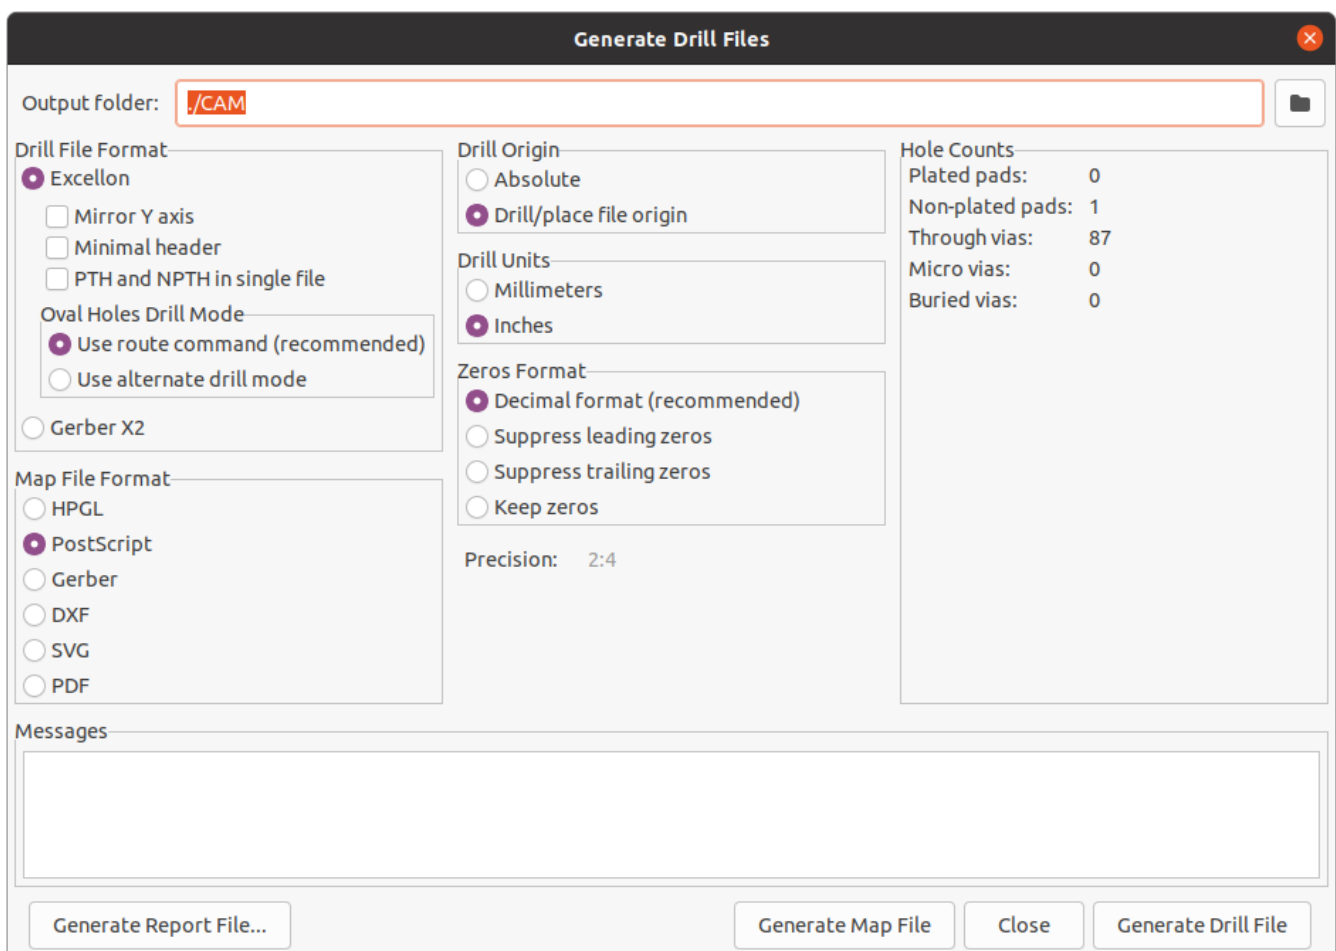 Generate Drill Files
Output folder: ./CAM
Drill File Format
Excellon
Mirror Y axis
Minimal header
PTH and NPTH in single file
Oval Holes Drill Mode
Use route command (recommended)
Use alternate drill mode
Gerber X2
Map File Format
HPGL
PostScript
Gerber
DXF
SVG
PDF
Drill Origin
Absolute
Drill/place file origin
Drill Units
Millimeters
Inches
Zeros Format
Decimal format (recommended)
Suppress leading zeros
Suppress trailing zeros
Keep zeros
Precision: 2:4
Hole Counts
Plated pads: 0
Non-plated pads: 1
Through vias: 87
Micro vias: 0
Buried vias: 0
Messages
Generate Report File... Generate Map File Close Generate Drill File